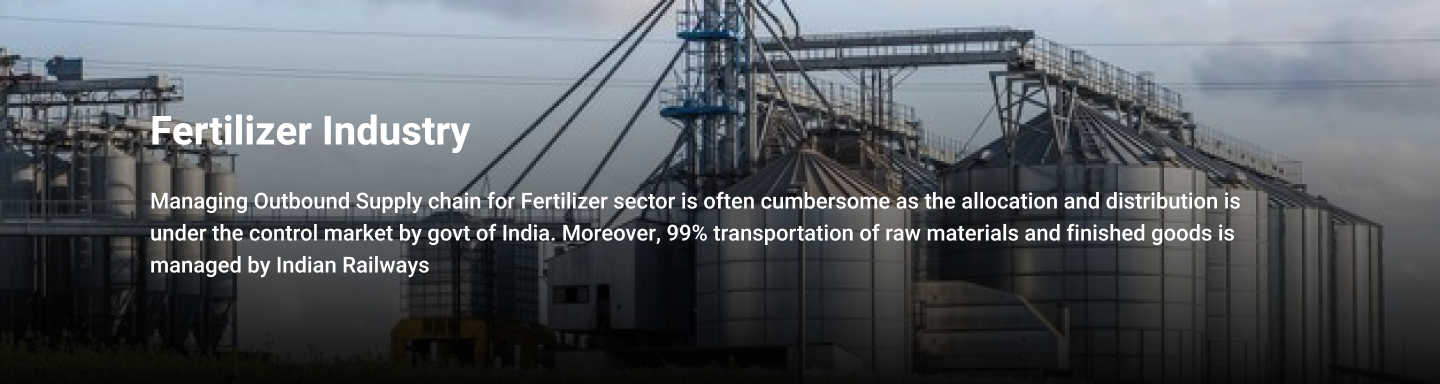 Fertilizer Industry
Managing Outbound Supply chain for Fertilizer sector is often cumbersome as the allocation and distribution is
under the control market by govt of India. Moreover, 99% transportation of raw materials and finished goods is
managed by Indian Railways